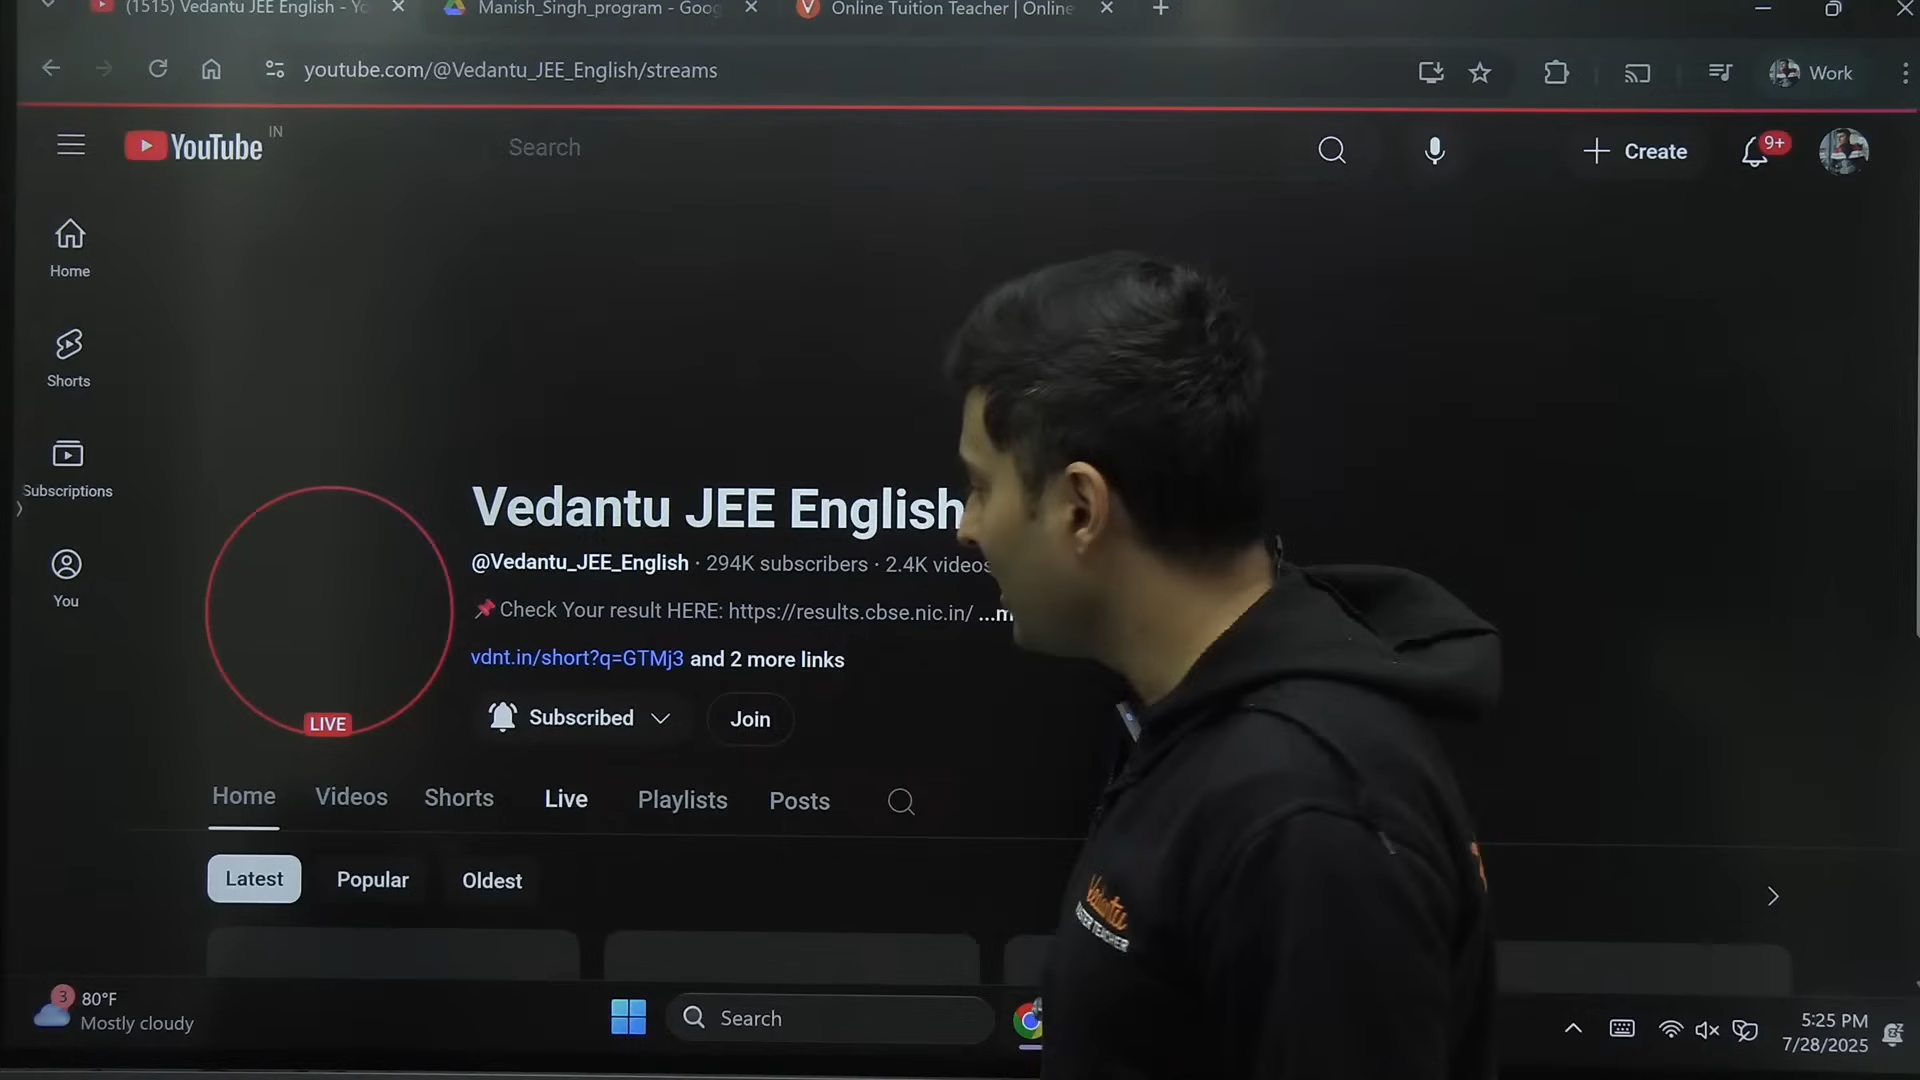 (1515) Vedantu JEE English - Yo
Manish_Singh_program - Goog
Online Tuition Teacher | Online
youtube.com/@Vedantu_JEE_English/streams
Work
YouTube IN
Search
Create
9+
Home
Shorts
Subscriptions
You
Vedantu JEE English
@Vedantu_JEE_English · 294K subscribers · 2.4K videos
Check Your result HERE: https://results.cbse.nic.in/ ...m
vdnt.in/short?q=GTMj3 and 2 more links
Subscribed
Join
LIVE
Home Videos Shorts Live Playlists Posts
Latest Popular Oldest
Vedantu
MASTER TEACHER
3
80°F
Mostly cloudy
Search
5:25 PM
7/28/2025